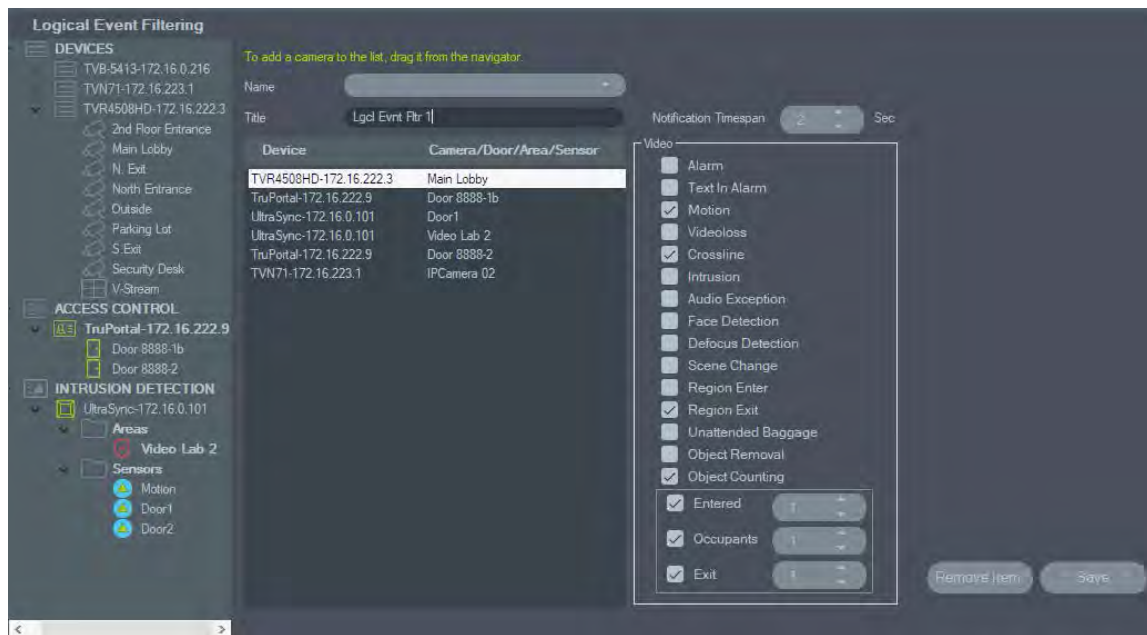 Logical Event Filtering
DEVICES
TVB-5413-172.16.0.216
TVN71-172.16.223.1
TVR4508HD-172.16.222.3
2nd Floor Entrance
Main Lobby
N. Exit
North Entrance
Outside
Parking Lot
S.Exit
Security Desk
V-Stream
ACCESS CONTROL
TruPortal-172.16.222.9
Door 8888-1b
Door 8888-2
INTRUSION DETECTION
UltraSync-172.16.0.101
Areas
Video Lab 2
Sensors
Motion
Door1
Door2
To add a camera to the list, drag it from the navigator.
Name
Title Lgcl Evnt Fltr 1
Device Camera/Door/Area/Sensor
TVR4508HD-172.16.222.3 Main Lobby
TruPortal-172.16.222.9 Door 8888-1b
UltraSync-172.16.0.101 Door1
UltraSync-172.16.0.101 Video Lab 2
TruPortal-172.16.222.9 Door 8888-2
TVN71-172.16.223.1 IPCamera 02
Notification Timespan 2 Sec
Video
Alarm
Text In Alarm
Motion
Videoloss
Crossline
Intrusion
Audio Exception
Face Detection
Defocus Detection
Scene Change
Region Enter
Region Exit
Unattended Baggage
Object Removal
Object Counting
Entered 1
Occupants 1
Exit 1
Remove Item Save